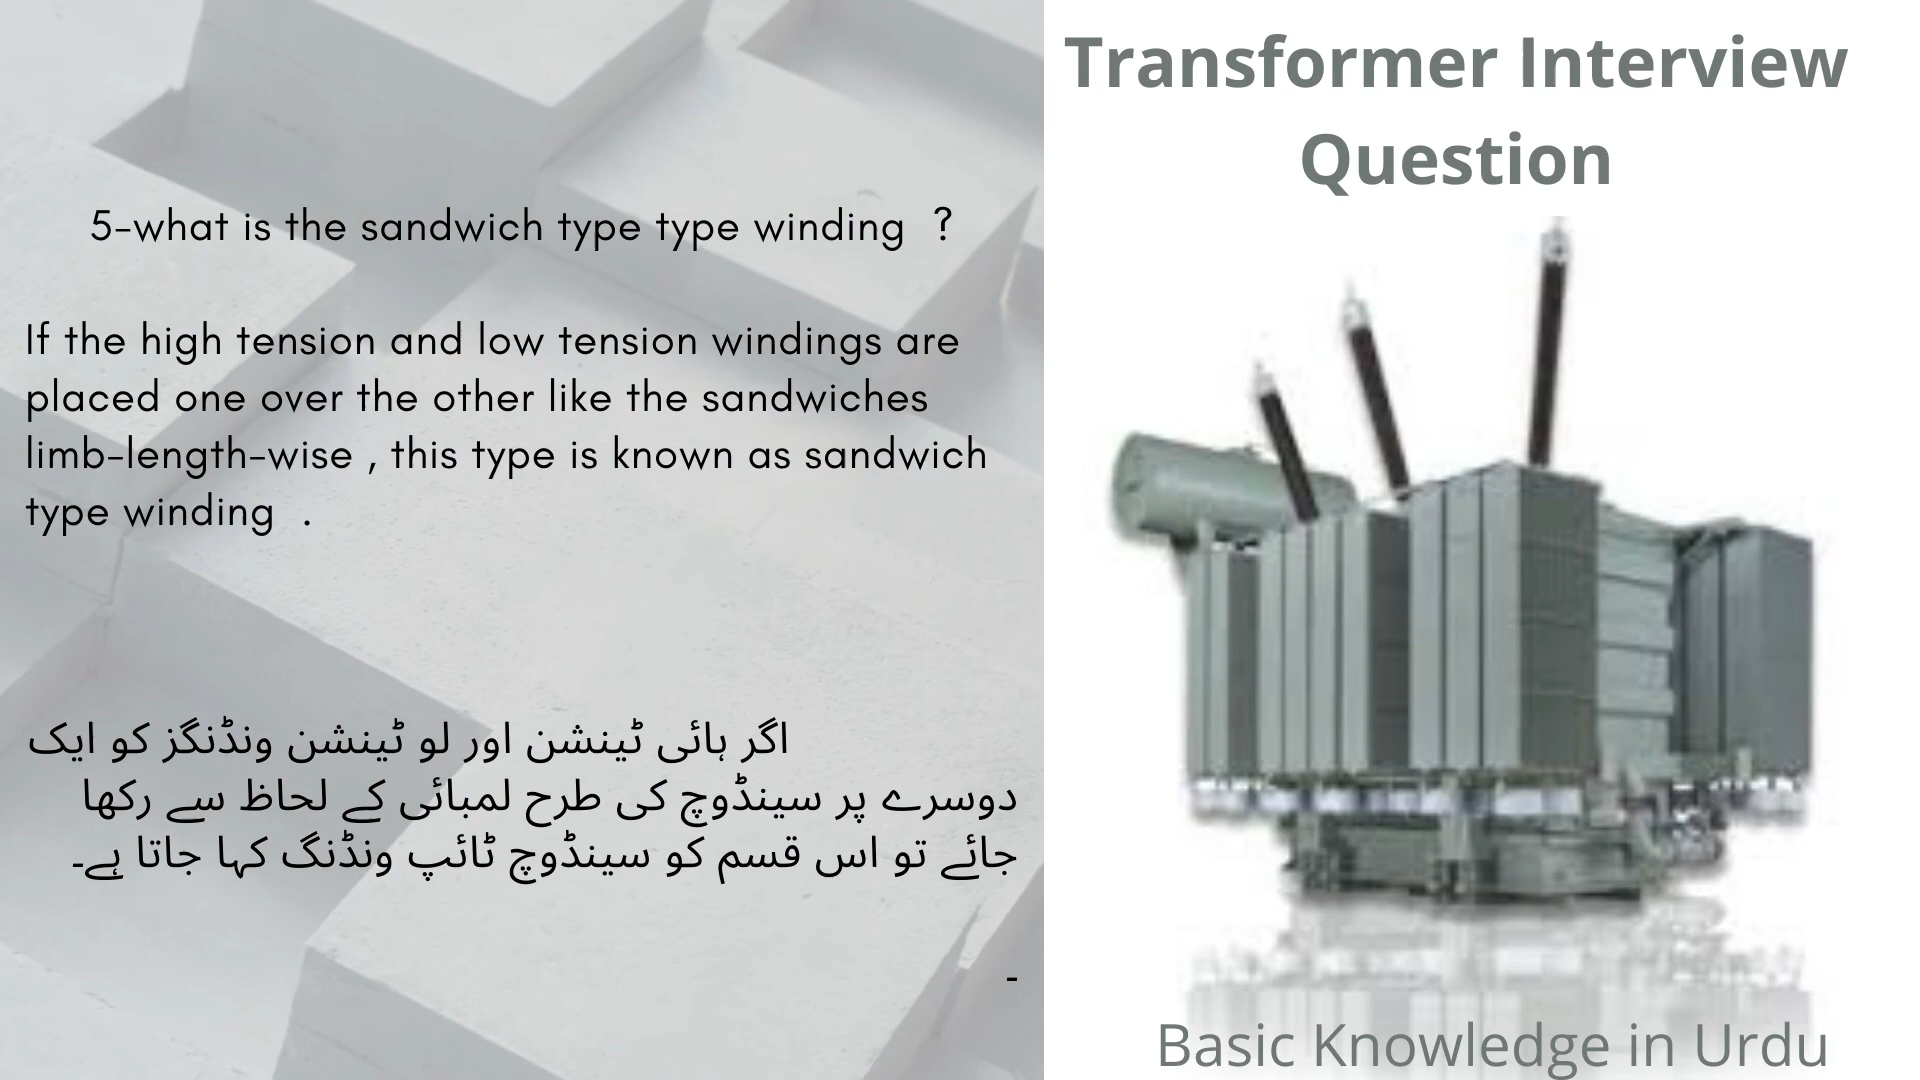 5-what is the sandwich type type winding  ?
If the high tension and low tension windings are
placed one over the other like the sandwiches
limb-length-wise , this type is known as sandwich
type winding  .
اگر ہائی ٹینشن اور لو ٹینشن ونڈنگز کو ایک
دوسرے پر سینڈوچ کی طرح لمبائی کے لحاظ سے رکھا
جائے تو اس قسم کو سینڈوچ ٹائپ ونڈنگ کہا جاتا ہے۔
-
Transformer Interview
Question
Basic Knowledge in Urdu